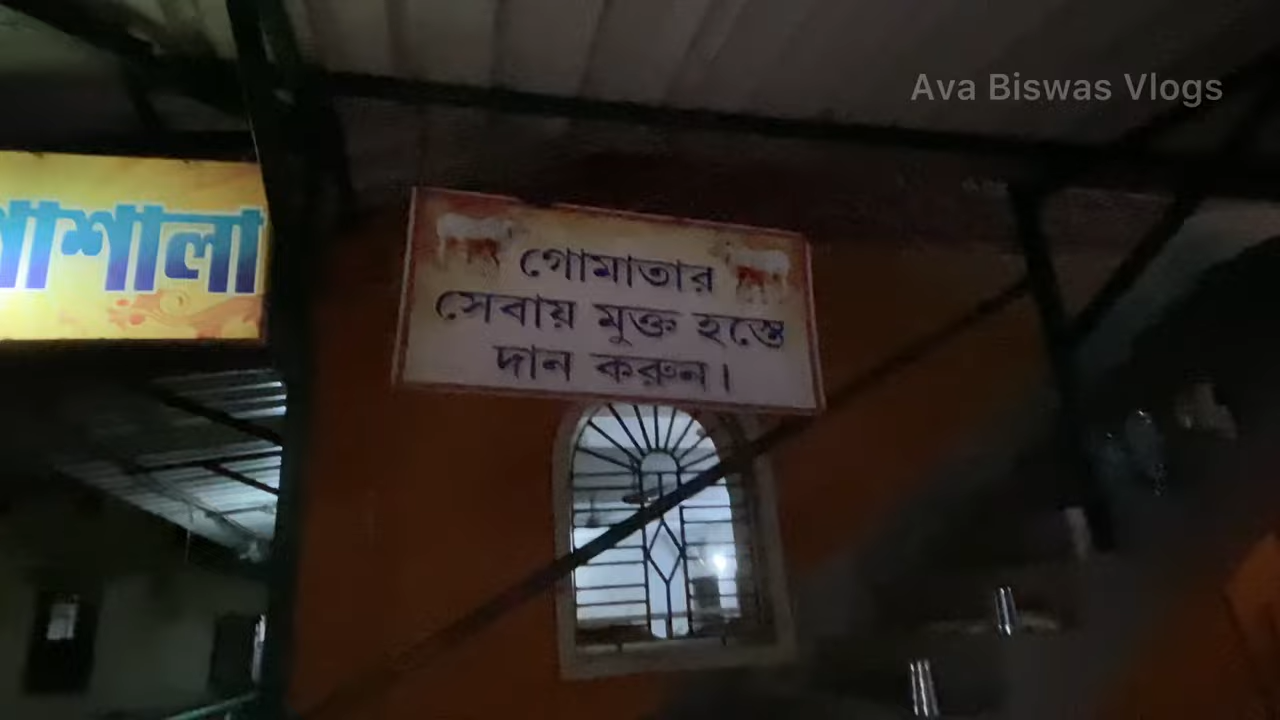 Ava Biswas Vlogs
গোমাতার
সেবায় মুক্ত হস্তে
দান করুন।